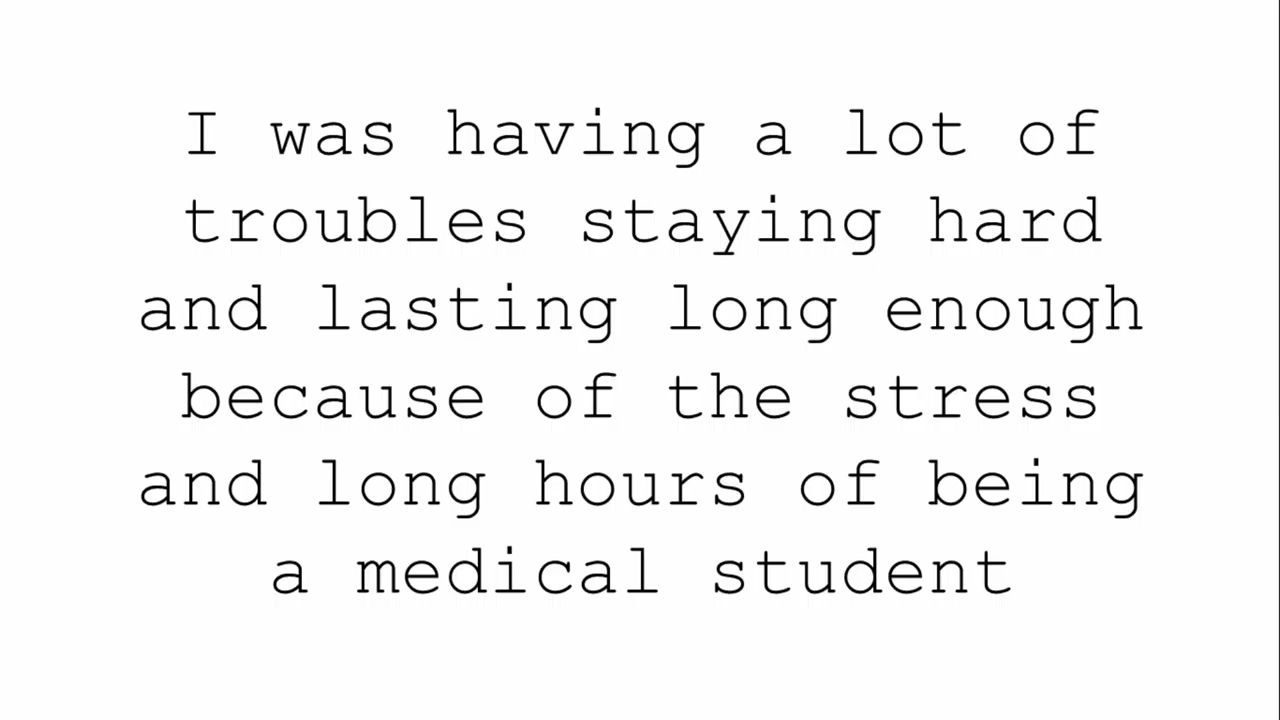 I was having a lot of
troubles staying hard
and lasting long enough
because of the stress
and long hours of being
a medical student